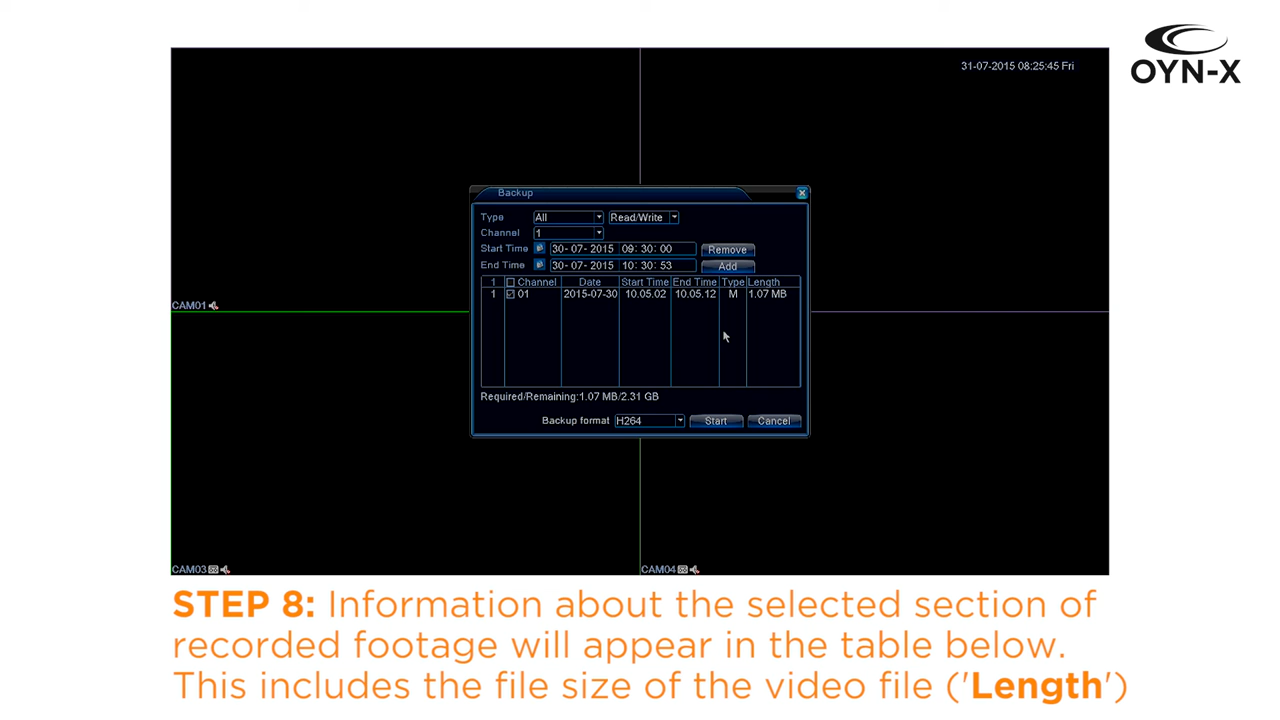 OYN-X
31-07-2015 08:25:45 Fri
Backup
Type All Read/Write
Channel 1
Start Time 30-07-2015 09:30:00 Remove
End Time 30-07-2015 10:30:53 Add
1 Channel Date Start Time End Time Type Length
1 01 2015-07-30 10.05.02 10.05.12 M 1.07 MB
CAM01
Required/Remaining:1.07 MB/2.31 GB
Backup format H264 Start Cancel
CAM03 CAM04
STEP 8: Information about the selected section of
recorded footage will appear in the table below.
This includes the file size of the video file ('Length')